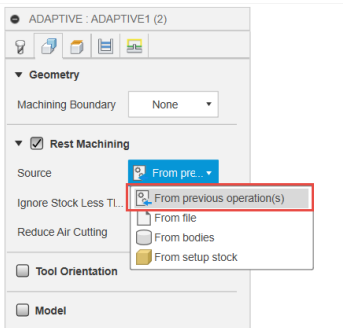 ADAPTIVE : ADAPTIVE1 (2)
Geometry
Machining Boundary None
Rest Machining
Source From pre...
Ignore Stock Less Tl...
From previous operation(s)
From file
Reduce Air Cutting
From bodies
From setup stock
Tool Orientation
Model